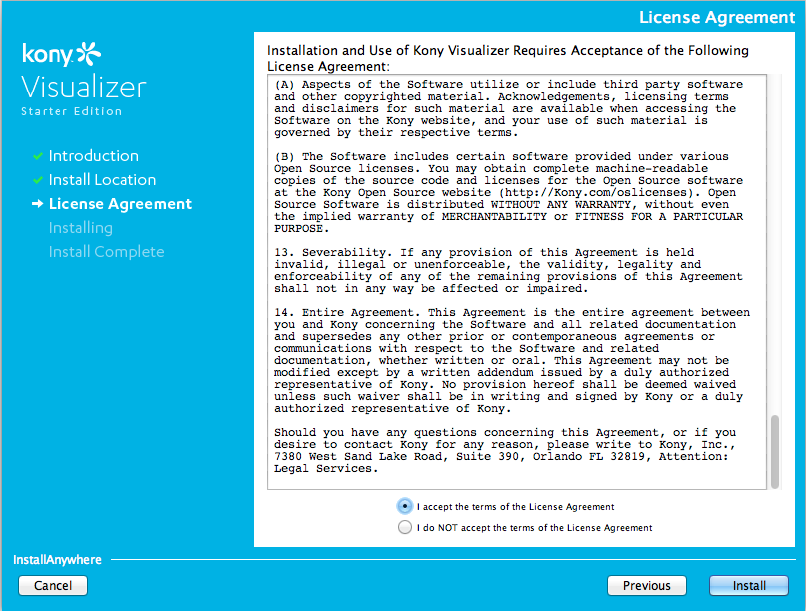 License Agreement
kony
Visualizer
Starter Edition
Introduction
Install Location
License Agreement
Installing
Install Complete
Installation and Use of Kony Visualizer Requires Acceptance of the Following
License Agreement:
(A) Aspects of the Software utilize or include third party software
and other copyrighted material. Acknowledgements, licensing terms
and disclaimers for such material are available when accessing the
Software on the Kony website, and your use of such material is
governed by their respective terms.
(B) The Software includes certain software provided under various
Open Source licenses. You may obtain complete machine-readable
copies of the source code and licenses for the Open Source software
at the Kony Open Source website (http://Kony.com/oslicenses). Open
Source Software is distributed WITHOUT ANY WARRANTY, without even
the implied warranty of MERCHANTABILITY or FITNESS FOR A PARTICULAR
PURPOSE.
13. Severability. If any provision of this Agreement is held
invalid, illegal or unenforceable, the validity, legality and
enforceability of any of the remaining provisions of this Agreement
shall not in any way be affected or impaired.
14. Entire Agreement. This Agreement is the entire agreement between
you and Kony concerning the Software and all related documentation
and supersedes any other prior or contemporaneous agreements or
communications with respect to the Software and related
documentation, whether written or oral. This Agreement may not be
modified except by a written addendum issued by a duly authorized
representative of Kony. No provision hereof shall be deemed waived
unless such waiver shall be in writing and signed by Kony or a duly
authorized representative of Kony.
Should you have any questions concerning this Agreement, or if you
desire to contact Kony for any reason, please write to Kony, Inc.,
7380 West Sand Lake Road, Suite 390, Orlando FL 32819, Attention:
Legal Services.
I accept the terms of the License Agreement
I do NOT accept the terms of the License Agreement
InstallAnywhere
Cancel
Previous
Install